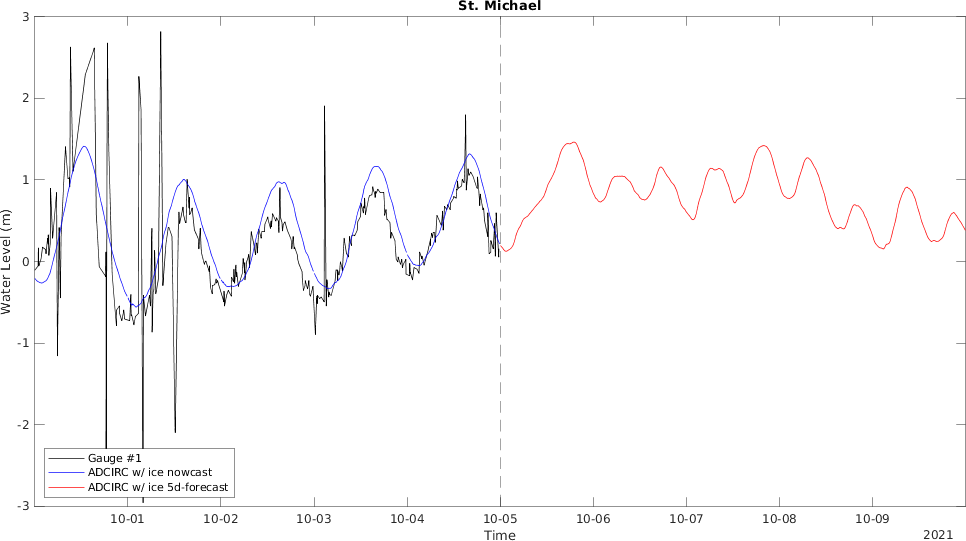 St. Michael
3
2
1
0
-1
-2
-3
Water Level (m)
Gauge #1
ADCIRC w/ ice nowcast
ADCIRC w/ ice 5d-forecast
10-01
10-02
10-03
10-04
10-05
10-06
10-07
10-08
10-09
Time
2021